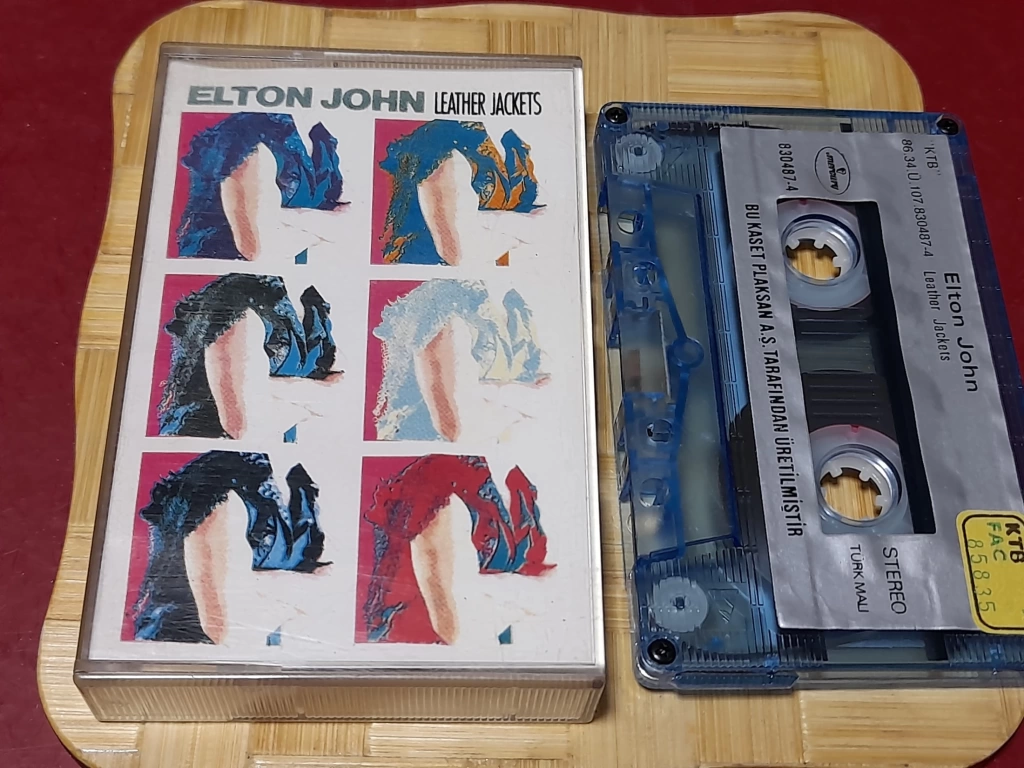 ELTON JOHN LEATHER JACKETS
"KTB"
86.34.Ü.107 830487-4
Elton John
Leather Jackets
mercury
830487-4
BU KASET PLAKSAN A.Ş. TARAFINDAN ÜRETİLMİŞTİR
STEREO
TÜRK MALI
KTB
FAC
85835